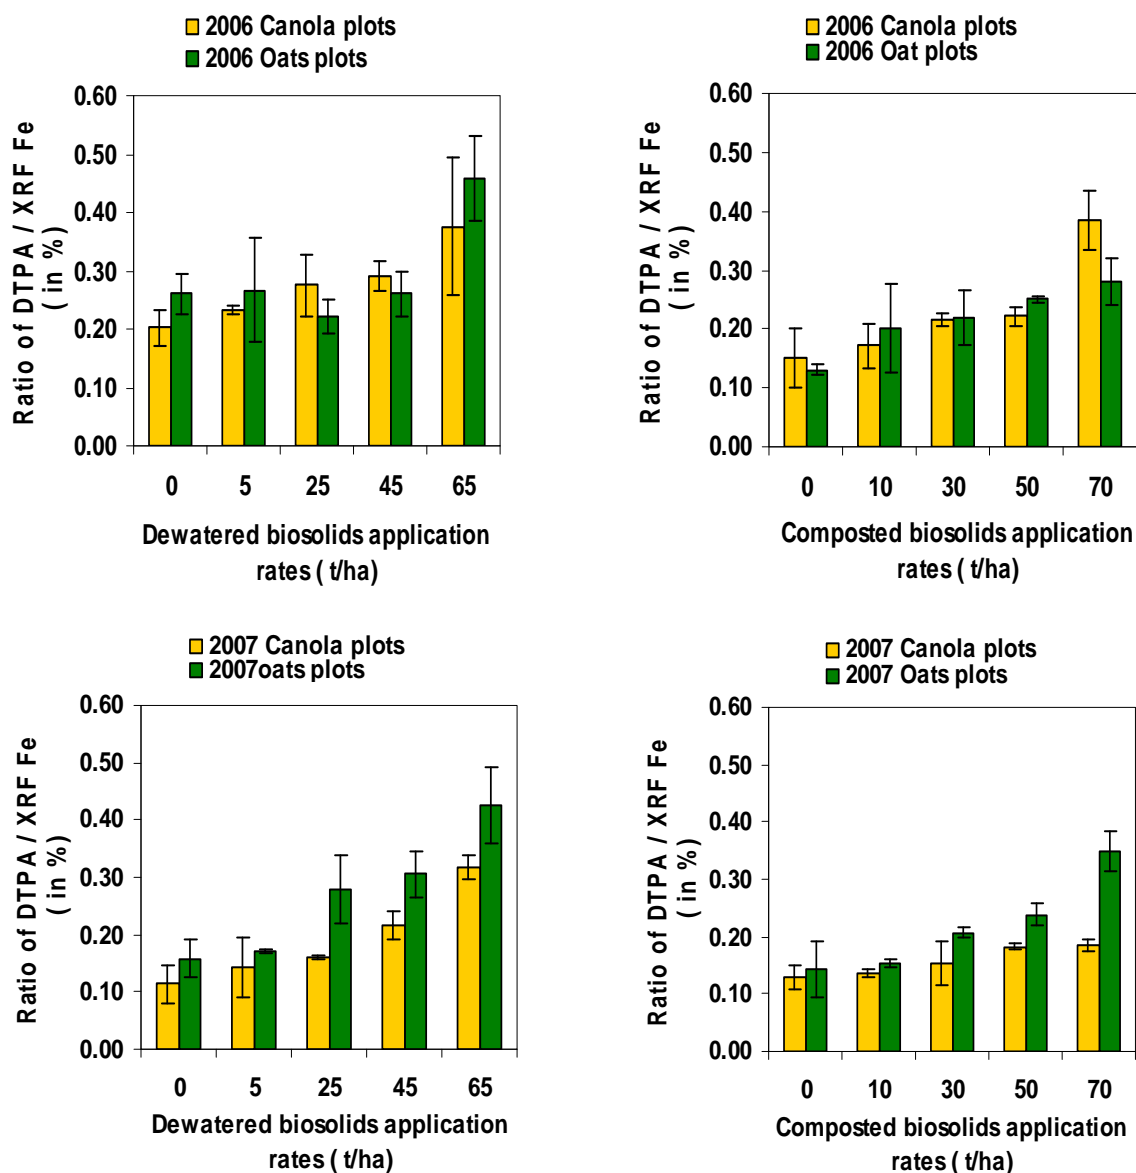 2006 Canola plots
2006 Oats plots
Ratio of DTPA / XRF Fe
( in %)
0.60
0.50
0.40
0.30
0.20
0.10
0.00
0 5 25 45 65
Dewatered biosolids application
rates ( t/ha)
2006 Canola plots
2006 Oat plots
Ratio of DTPA / XRF Fe
( in %)
0.60
0.50
0.40
0.30
0.20
0.10
0.00
0 10 30 50 70
Composted biosolids application
rates ( t/ha)
2007 Canola plots
2007oats plots
Ratio of DTPA / XRF Fe
( in %)
0.60
0.50
0.40
0.30
0.20
0.10
0.00
0 5 25 45 65
Dewatered biosolids application
rates ( t/ha)
2007 Canola plots
2007 Oats plots
Ratio of DTPA / XRF Fe
( in %)
0.60
0.50
0.40
0.30
0.20
0.10
0.00
0 10 30 50 70
Composted biosolids application
rates ( t/ha)